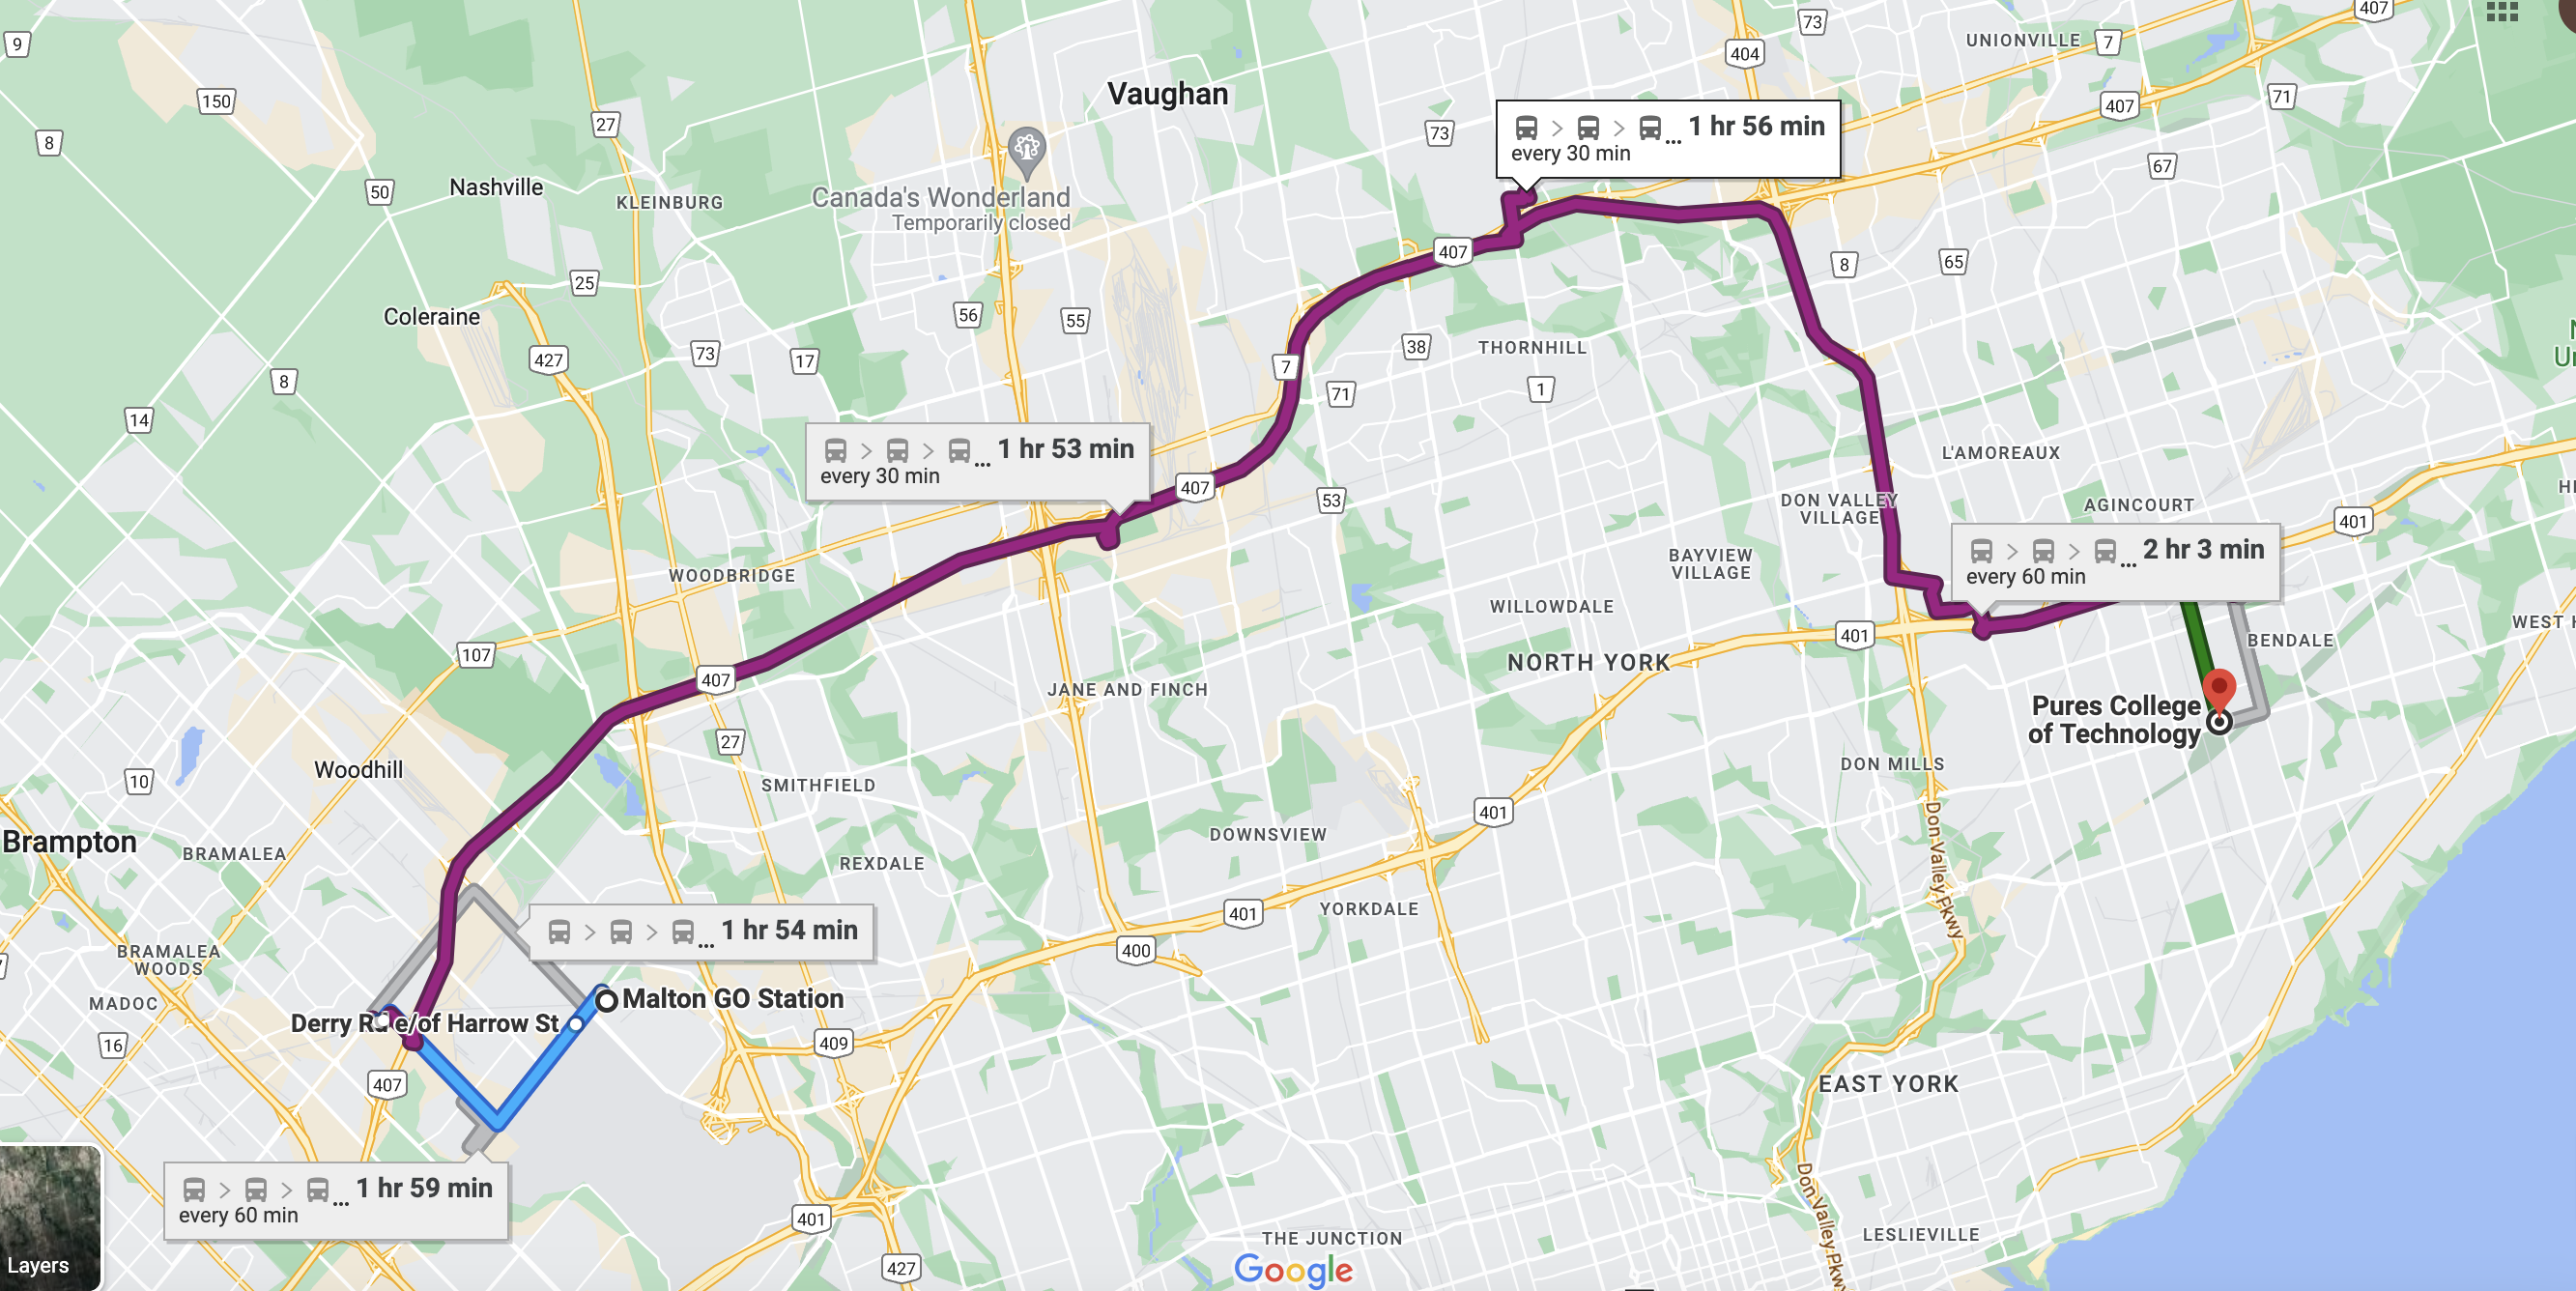 9
150
8
27
50
Nashville
KLEINBURG
Vaughan
Canada's Wonderland
Temporarily closed
73
73
404
UNIONVILLE
7
407
407
71
67
1 hr 56 min
every 30 min
25
Coleraine
427
73
17
56
55
407
7
38
THORNHILL
71
1
8
65
14
8
1 hr 53 min
every 30 min
407
53
L'AMOREAUX
DON VALLEY
VILLAGE
AGINCOURT
401
WOODBRIDGE
BAYVIEW
VILLAGE
WILLOWDALE
2 hr 3 min
every 60 min
401
BENDALE
107
407
27
JANE AND FINCH
NORTH YORK
Pures College
of Technology
DON MILLS
Woodhill
10
SMITHFIELD
Brampton
BRAMALEA
REXDALE
DOWNSVIEW
401
Don Valley Pkwy
1 hr 54 min
401
YORKDALE
400
BRAMALEA
WOODS
MADOC
Malton GO Station
Derry Rd e/of Harrow St
16
409
407
EAST YORK
1 hr 59 min
every 60 min
401
427
THE JUNCTION
Don Valley Pkwy
LESLIEVILLE
Layers
Google